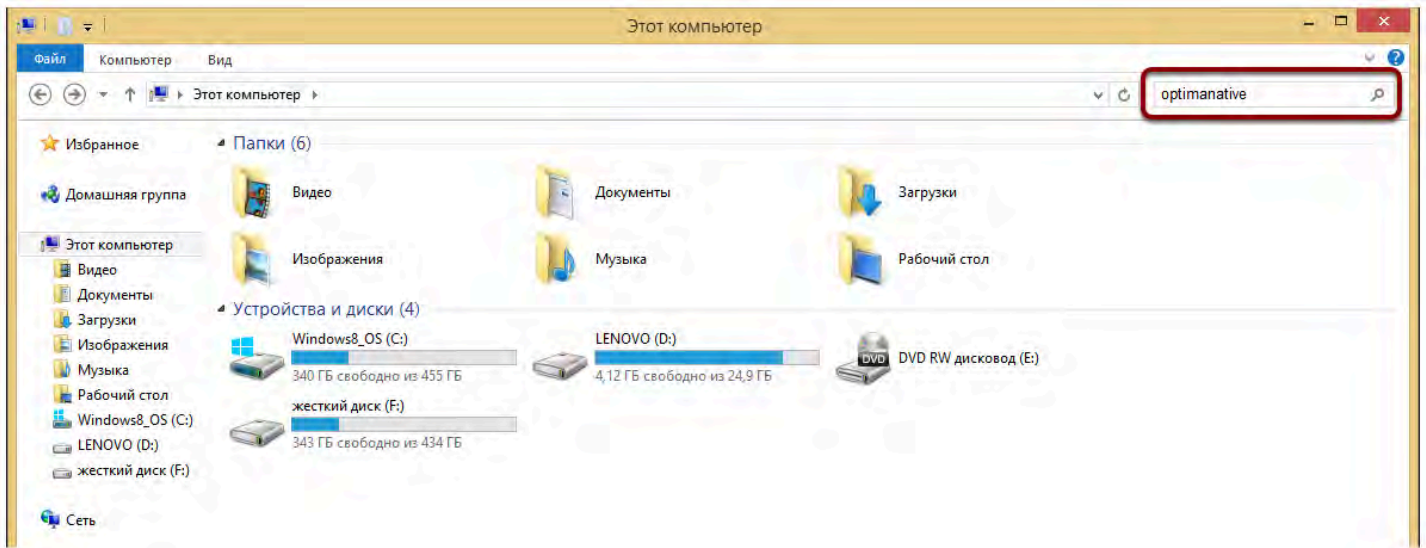 Этот компьютер
Файл Компьютер Вид
Этот компьютер
optimanative
Избранное
Домашняя группа
Этот компьютер
Видео
Документы
Загрузки
Изображения
Музыка
Рабочий стол
Windows8_OS (C:)
LENOVO (D:)
жесткий диск (F:)
Сеть
Папки (6)
Видео
Документы
Загрузки
Изображения
Музыка
Рабочий стол
Устройства и диски (4)
Windows8_OS (C:)
340 ГБ свободно из 455 ГБ
LENOVO (D:)
4,12 ГБ свободно из 24,9 ГБ
DVD
DVD RW дисковод (E:)
жесткий диск (F:)
343 ГБ свободно из 434 ГБ